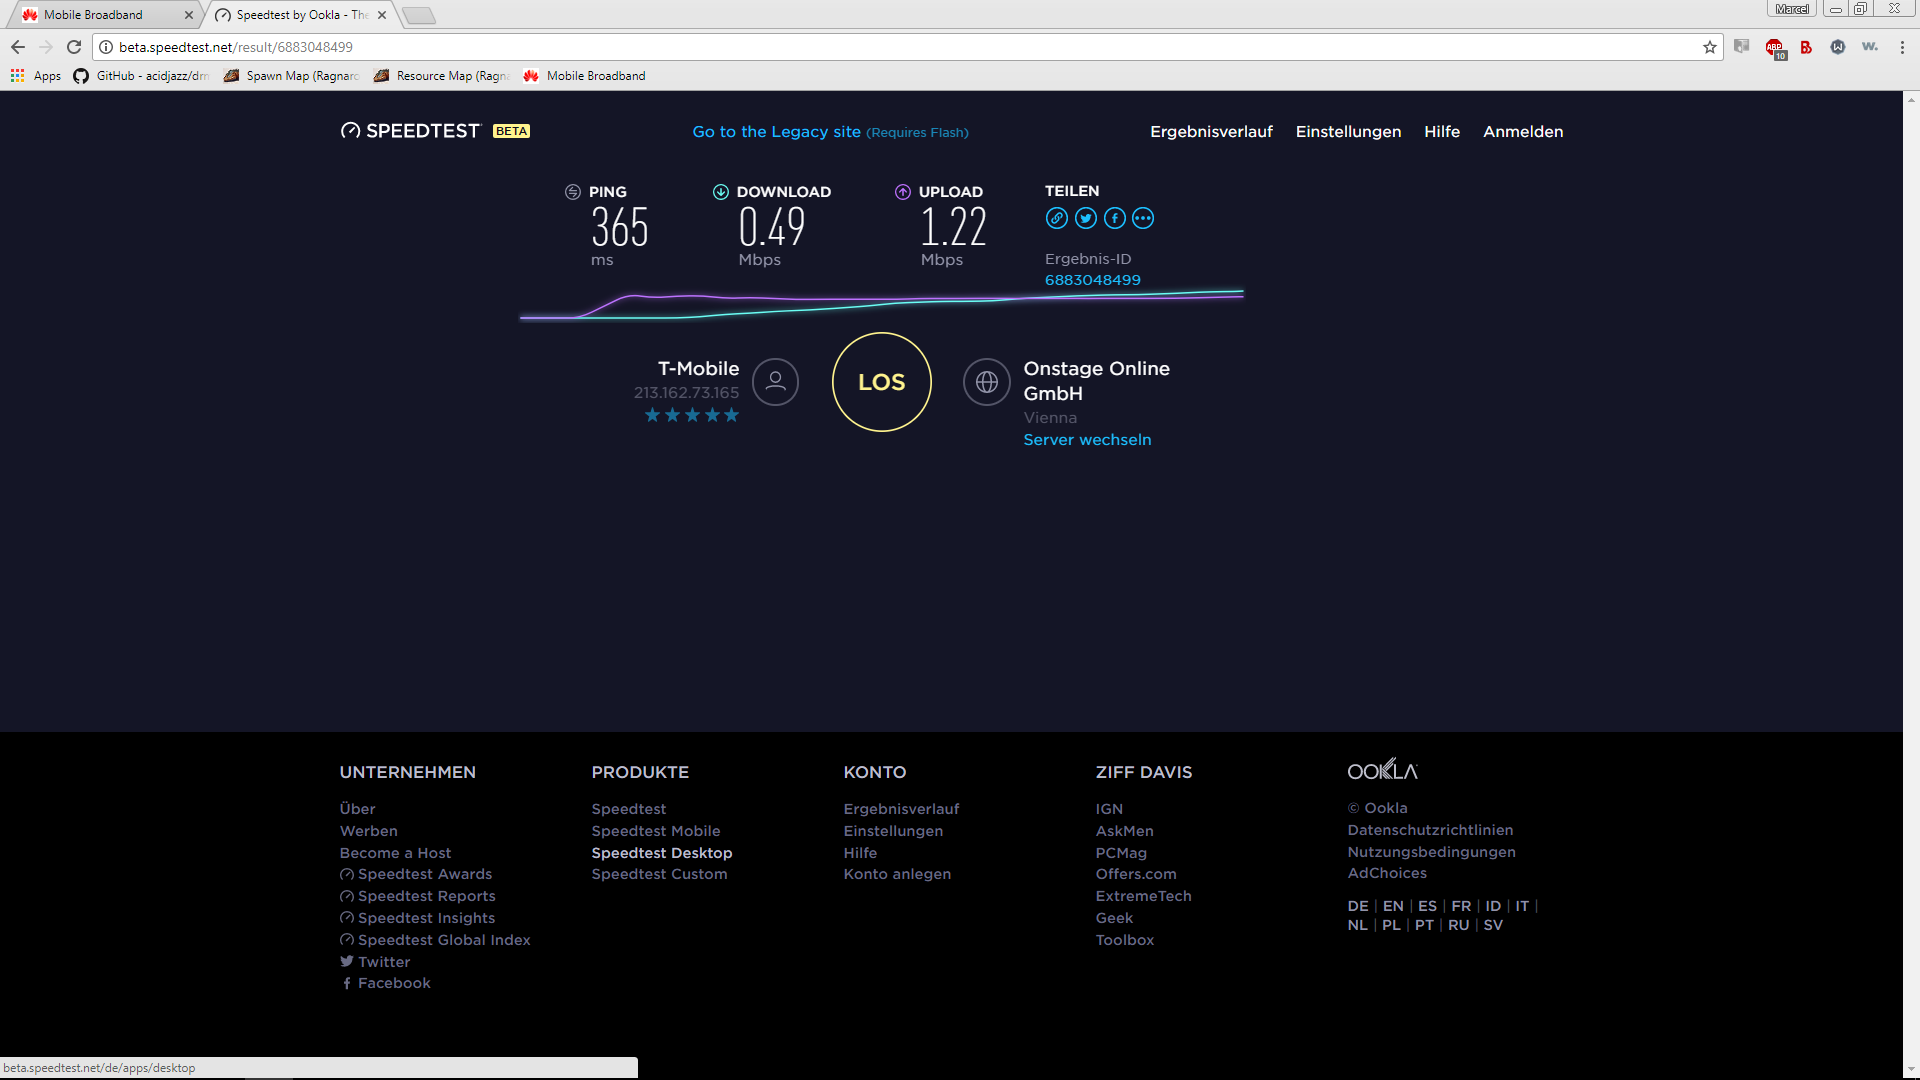 Mobile Broadband
Speedtest by Ookla - The
Marcel
beta.speedtest.net/result/6883048499
ABP
10
B
w.
Apps
GitHub - acidjazz/drn
Spawn Map (Ragnaro
Resource Map (Ragna
Mobile Broadband
SPEEDTEST BETA
Go to the Legacy site (Requires Flash)
Ergebnisverlauf
Einstellungen
Hilfe
Anmelden
PING
365
ms
DOWNLOAD
0.49
Mbps
UPLOAD
1.22
Mbps
TEILEN
Ergebnis-ID
6883048499
T-Mobile
213.162.73.165
LOS
Onstage Online
GmbH
Vienna
Server wechseln
UNTERNEHMEN
Über
Werben
Become a Host
Speedtest Awards
Speedtest Reports
Speedtest Insights
Speedtest Global Index
Twitter
Facebook
PRODUKTE
Speedtest
Speedtest Mobile
Speedtest Desktop
Speedtest Custom
KONTO
Ergebnisverlauf
Einstellungen
Hilfe
Konto anlegen
ZIFF DAVIS
IGN
AskMen
PCMag
Offers.com
ExtremeTech
Geek
Toolbox
OOKLA
© Ookla
Datenschutzrichtlinien
Nutzungsbedingungen
AdChoices
DE | EN | ES | FR | ID | IT |
NL | PL | PT | RU | SV
beta.speedtest.net/de/apps/desktop